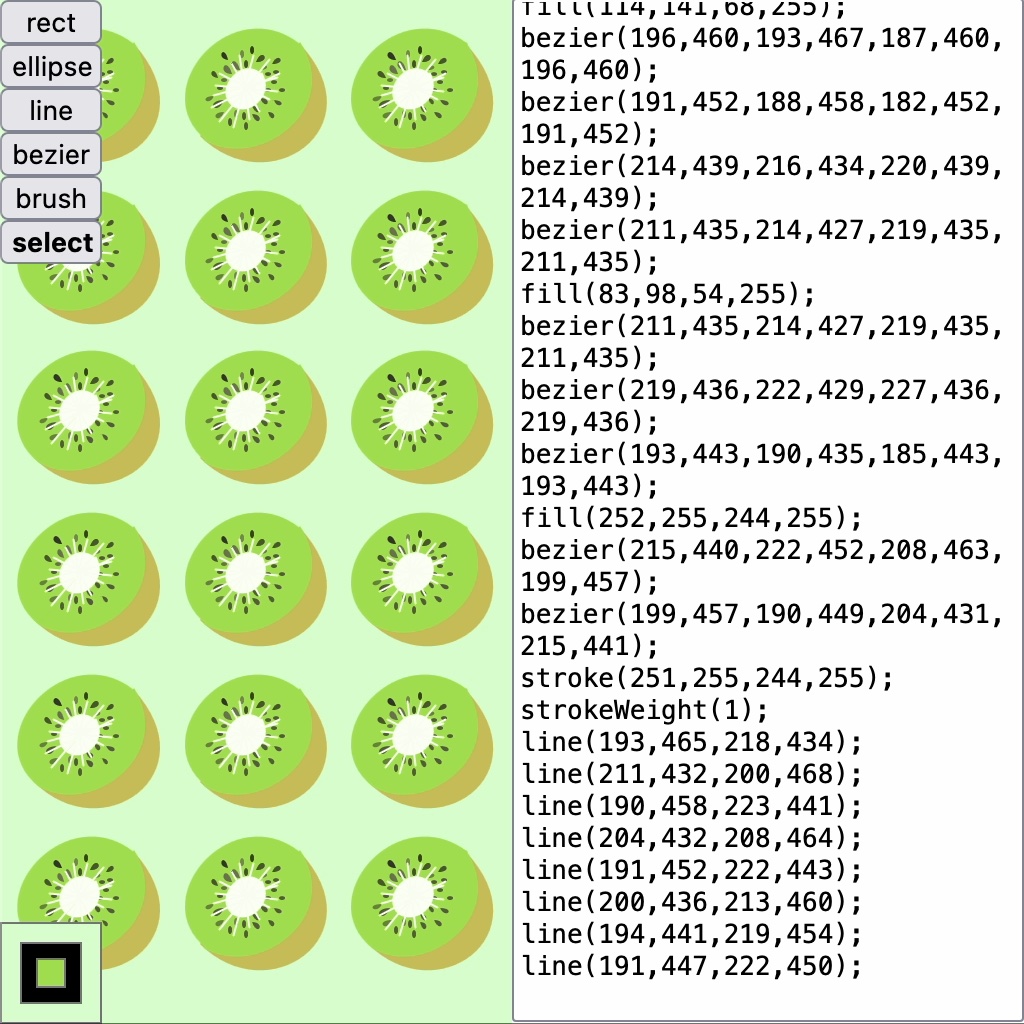 rect
ellipse
line
bezier
brush
select
fill(114,141,68,255);
bezier(196,460,193,467,187,460,
196,460);
bezier(191,452,188,458,182,452,
191,452);
bezier(214,439,216,434,220,439,
214,439);
bezier(211,435,214,427,219,435,
211,435);
fill(83,98,54,255);
bezier(211,435,214,427,219,435,
211,435);
bezier(219,436,222,429,227,436,
219,436);
bezier(193,443,190,435,185,443,
193,443);
fill(252,255,244,255);
bezier(215,440,222,452,208,463,
199,457);
bezier(199,457,190,449,204,431,
215,441);
stroke(251,255,244,255);
strokeWeight(1);
line(193,465,218,434);
line(211,432,200,468);
line(190,458,223,441);
line(204,432,208,464);
line(191,452,222,443);
line(200,436,213,460);
line(194,441,219,454);
line(191,447,222,450);